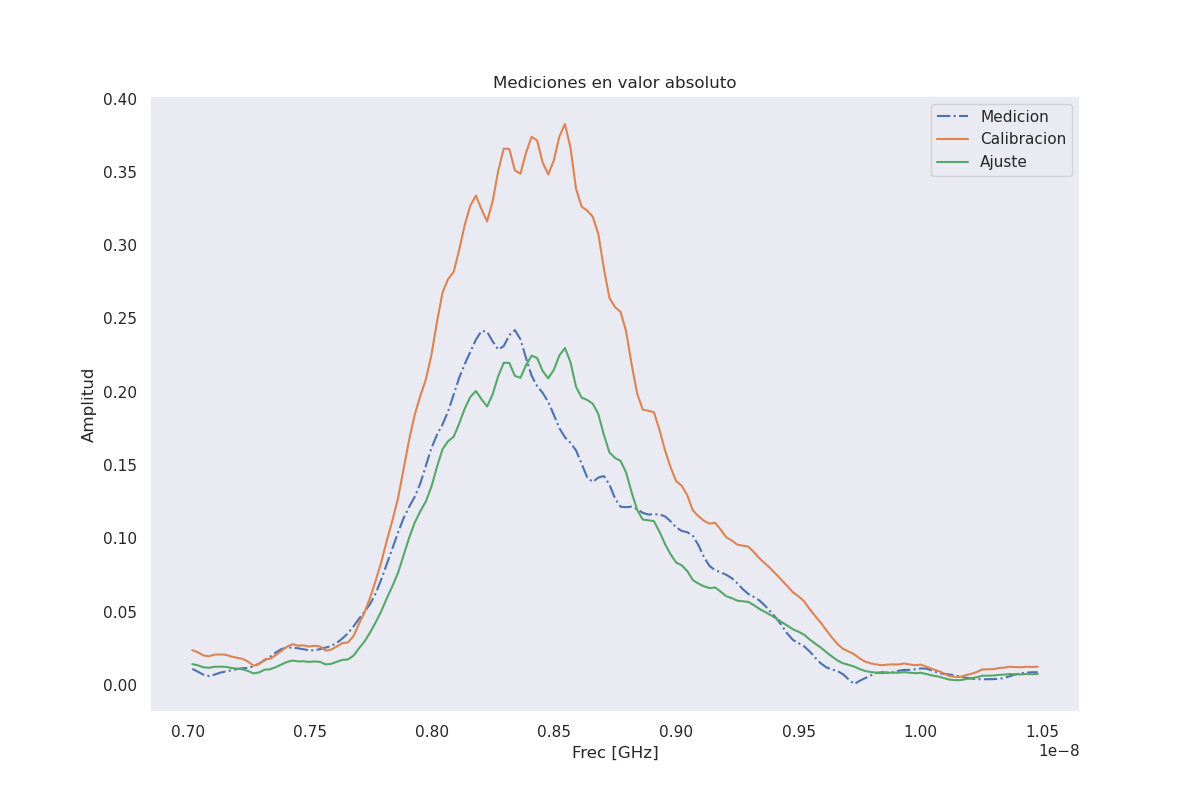 Mediciones en valor absoluto
0.40
0.35
0.30
0.25
0.20
0.15
0.10
0.05
0.00
Amplitud
Medicion
Calibracion
Ajuste
0.70 0.75 0.80 0.85 0.90 0.95 1.00 1.05
1e−8
Frec [GHz]